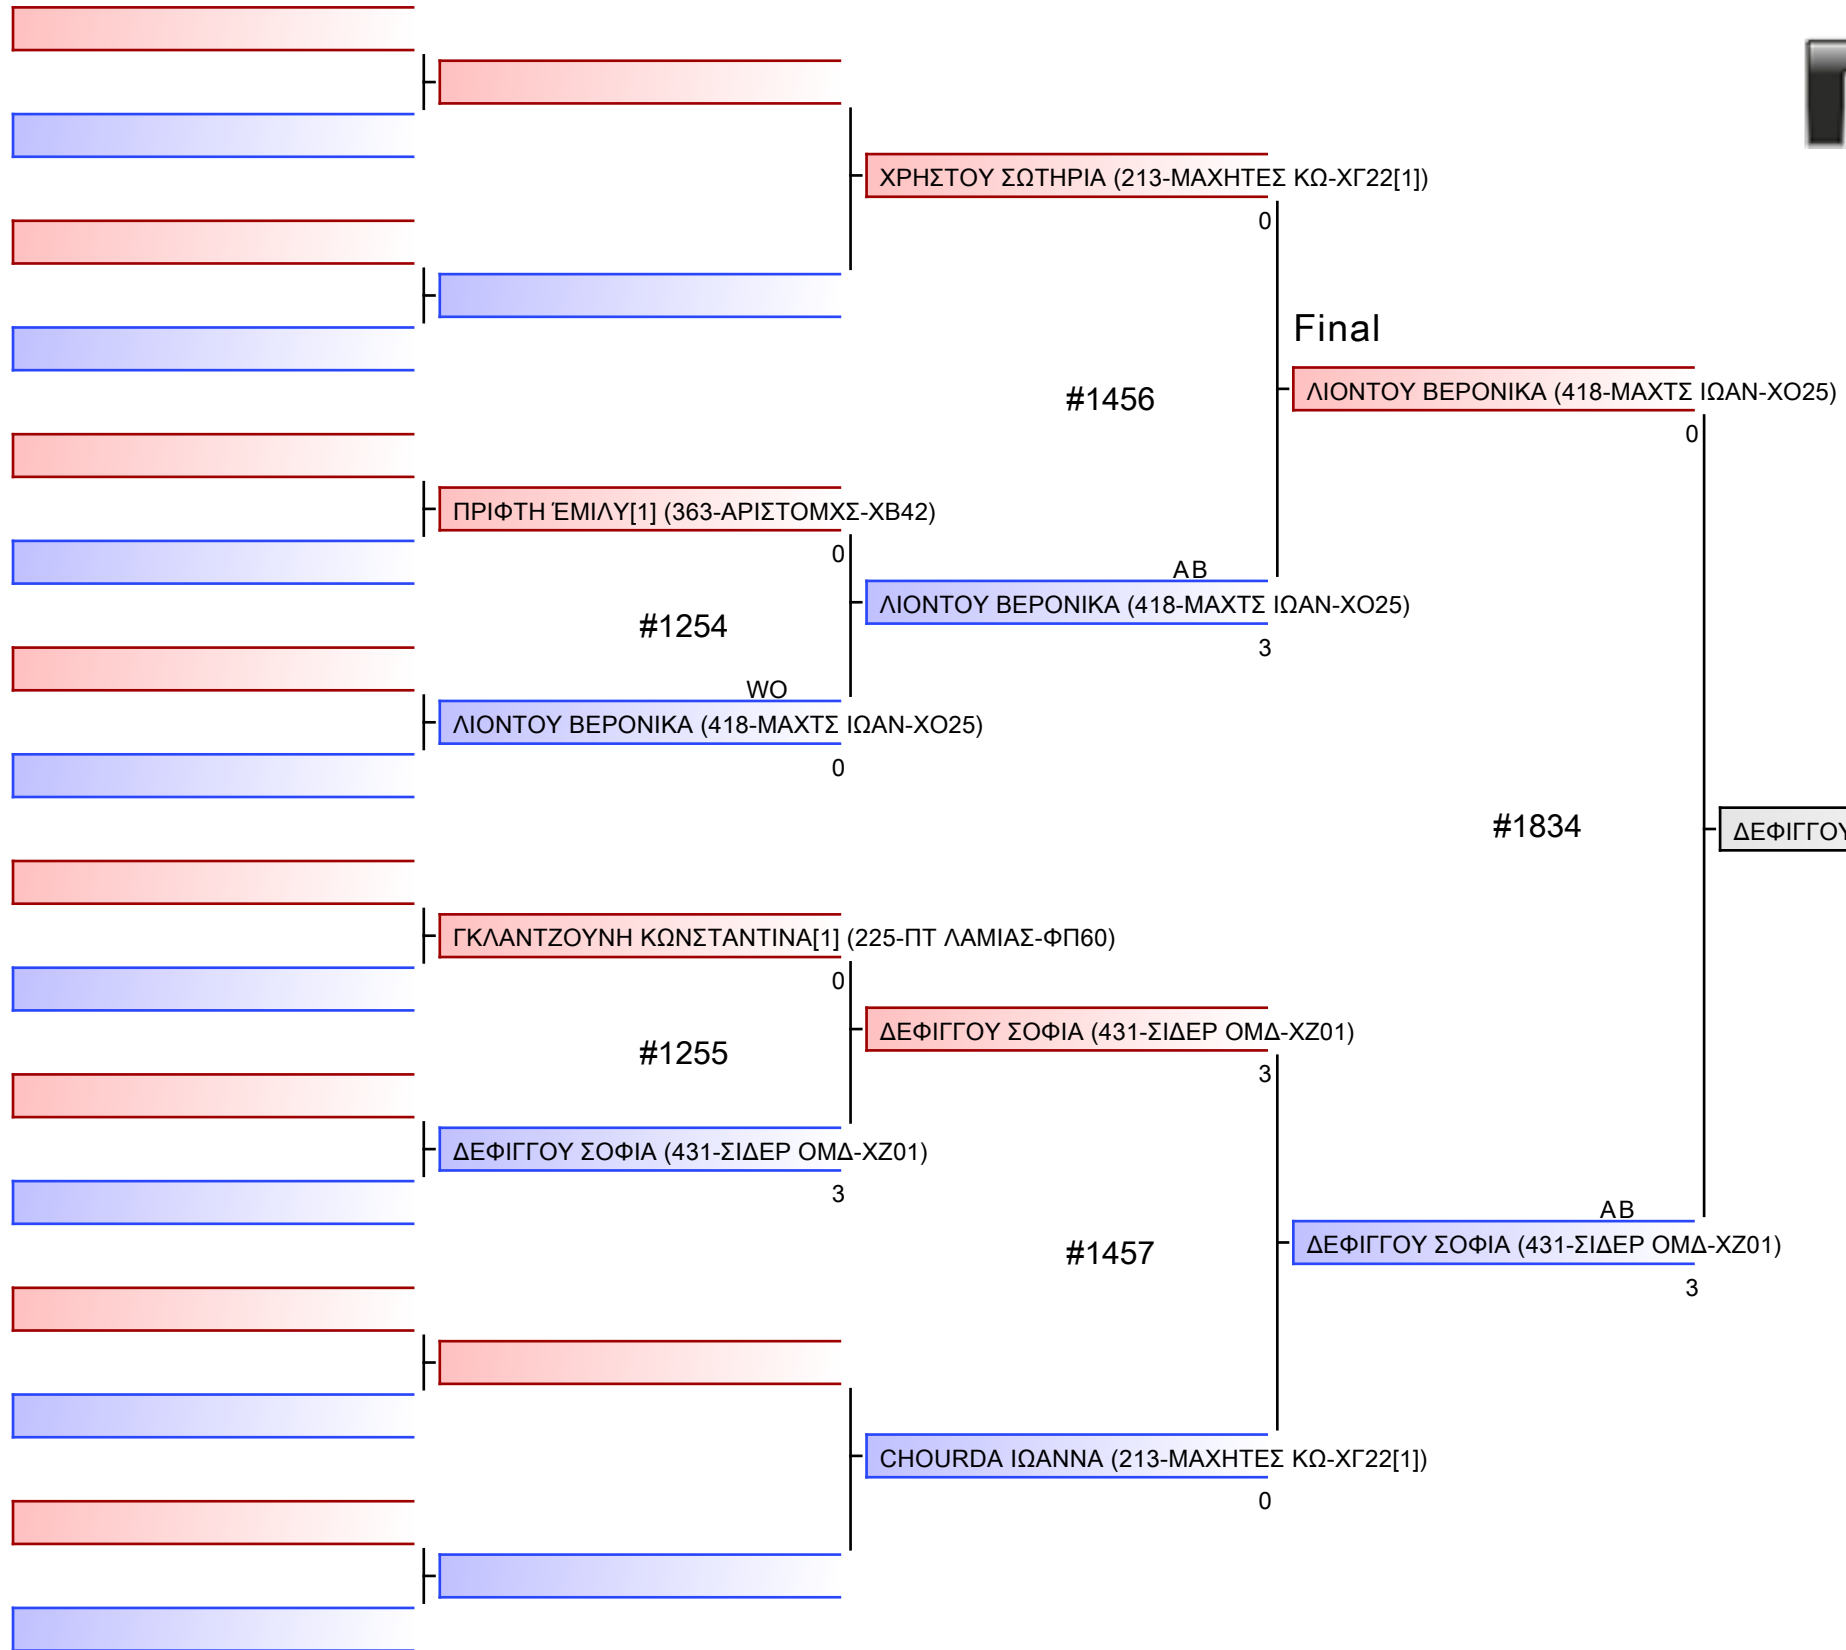 ΧΡΗΣΤΟΥ ΣΩΤΗΡΙΑ (213-ΜΑΧΗΤΕΣ ΚΩ-ΧΓ22[1])
0
Final
#1456
ΛΙΟΝΤΟΥ ΒΕΡΟΝΙΚΑ (418-ΜΑΧΤΣ ΙΩΑΝ-ΧΟ25)
0
ΠΡΙΦΤΗ ΈΜΙΛΥ[1] (363-ΑΡΙΣΤΟΜΧΣ-ΧΒ42)
0
AB
ΛΙΟΝΤΟΥ ΒΕΡΟΝΙΚΑ (418-ΜΑΧΤΣ ΙΩΑΝ-ΧΟ25)
3
#1254
WO
ΛΙΟΝΤΟΥ ΒΕΡΟΝΙΚΑ (418-ΜΑΧΤΣ ΙΩΑΝ-ΧΟ25)
0
#1834
ΔΕΦΙΓΓΟΥ
ΓΚΛΑΝΤΖΟΥΝΗ ΚΩΝΣΤΑΝΤΙΝΑ[1] (225-ΠΤ ΛΑΜΙΑΣ-ΦΠ60)
0
ΔΕΦΙΓΓΟΥ ΣΟΦΙΑ (431-ΣΙΔΕΡ ΟΜΔ-ΧΖ01)
3
#1255
ΔΕΦΙΓΓΟΥ ΣΟΦΙΑ (431-ΣΙΔΕΡ ΟΜΔ-ΧΖ01)
3
AB
ΔΕΦΙΓΓΟΥ ΣΟΦΙΑ (431-ΣΙΔΕΡ ΟΜΔ-ΧΖ01)
3
#1457
CHOURDA ΙΩΑΝΝΑ (213-ΜΑΧΗΤΕΣ ΚΩ-ΧΓ22[1])
0